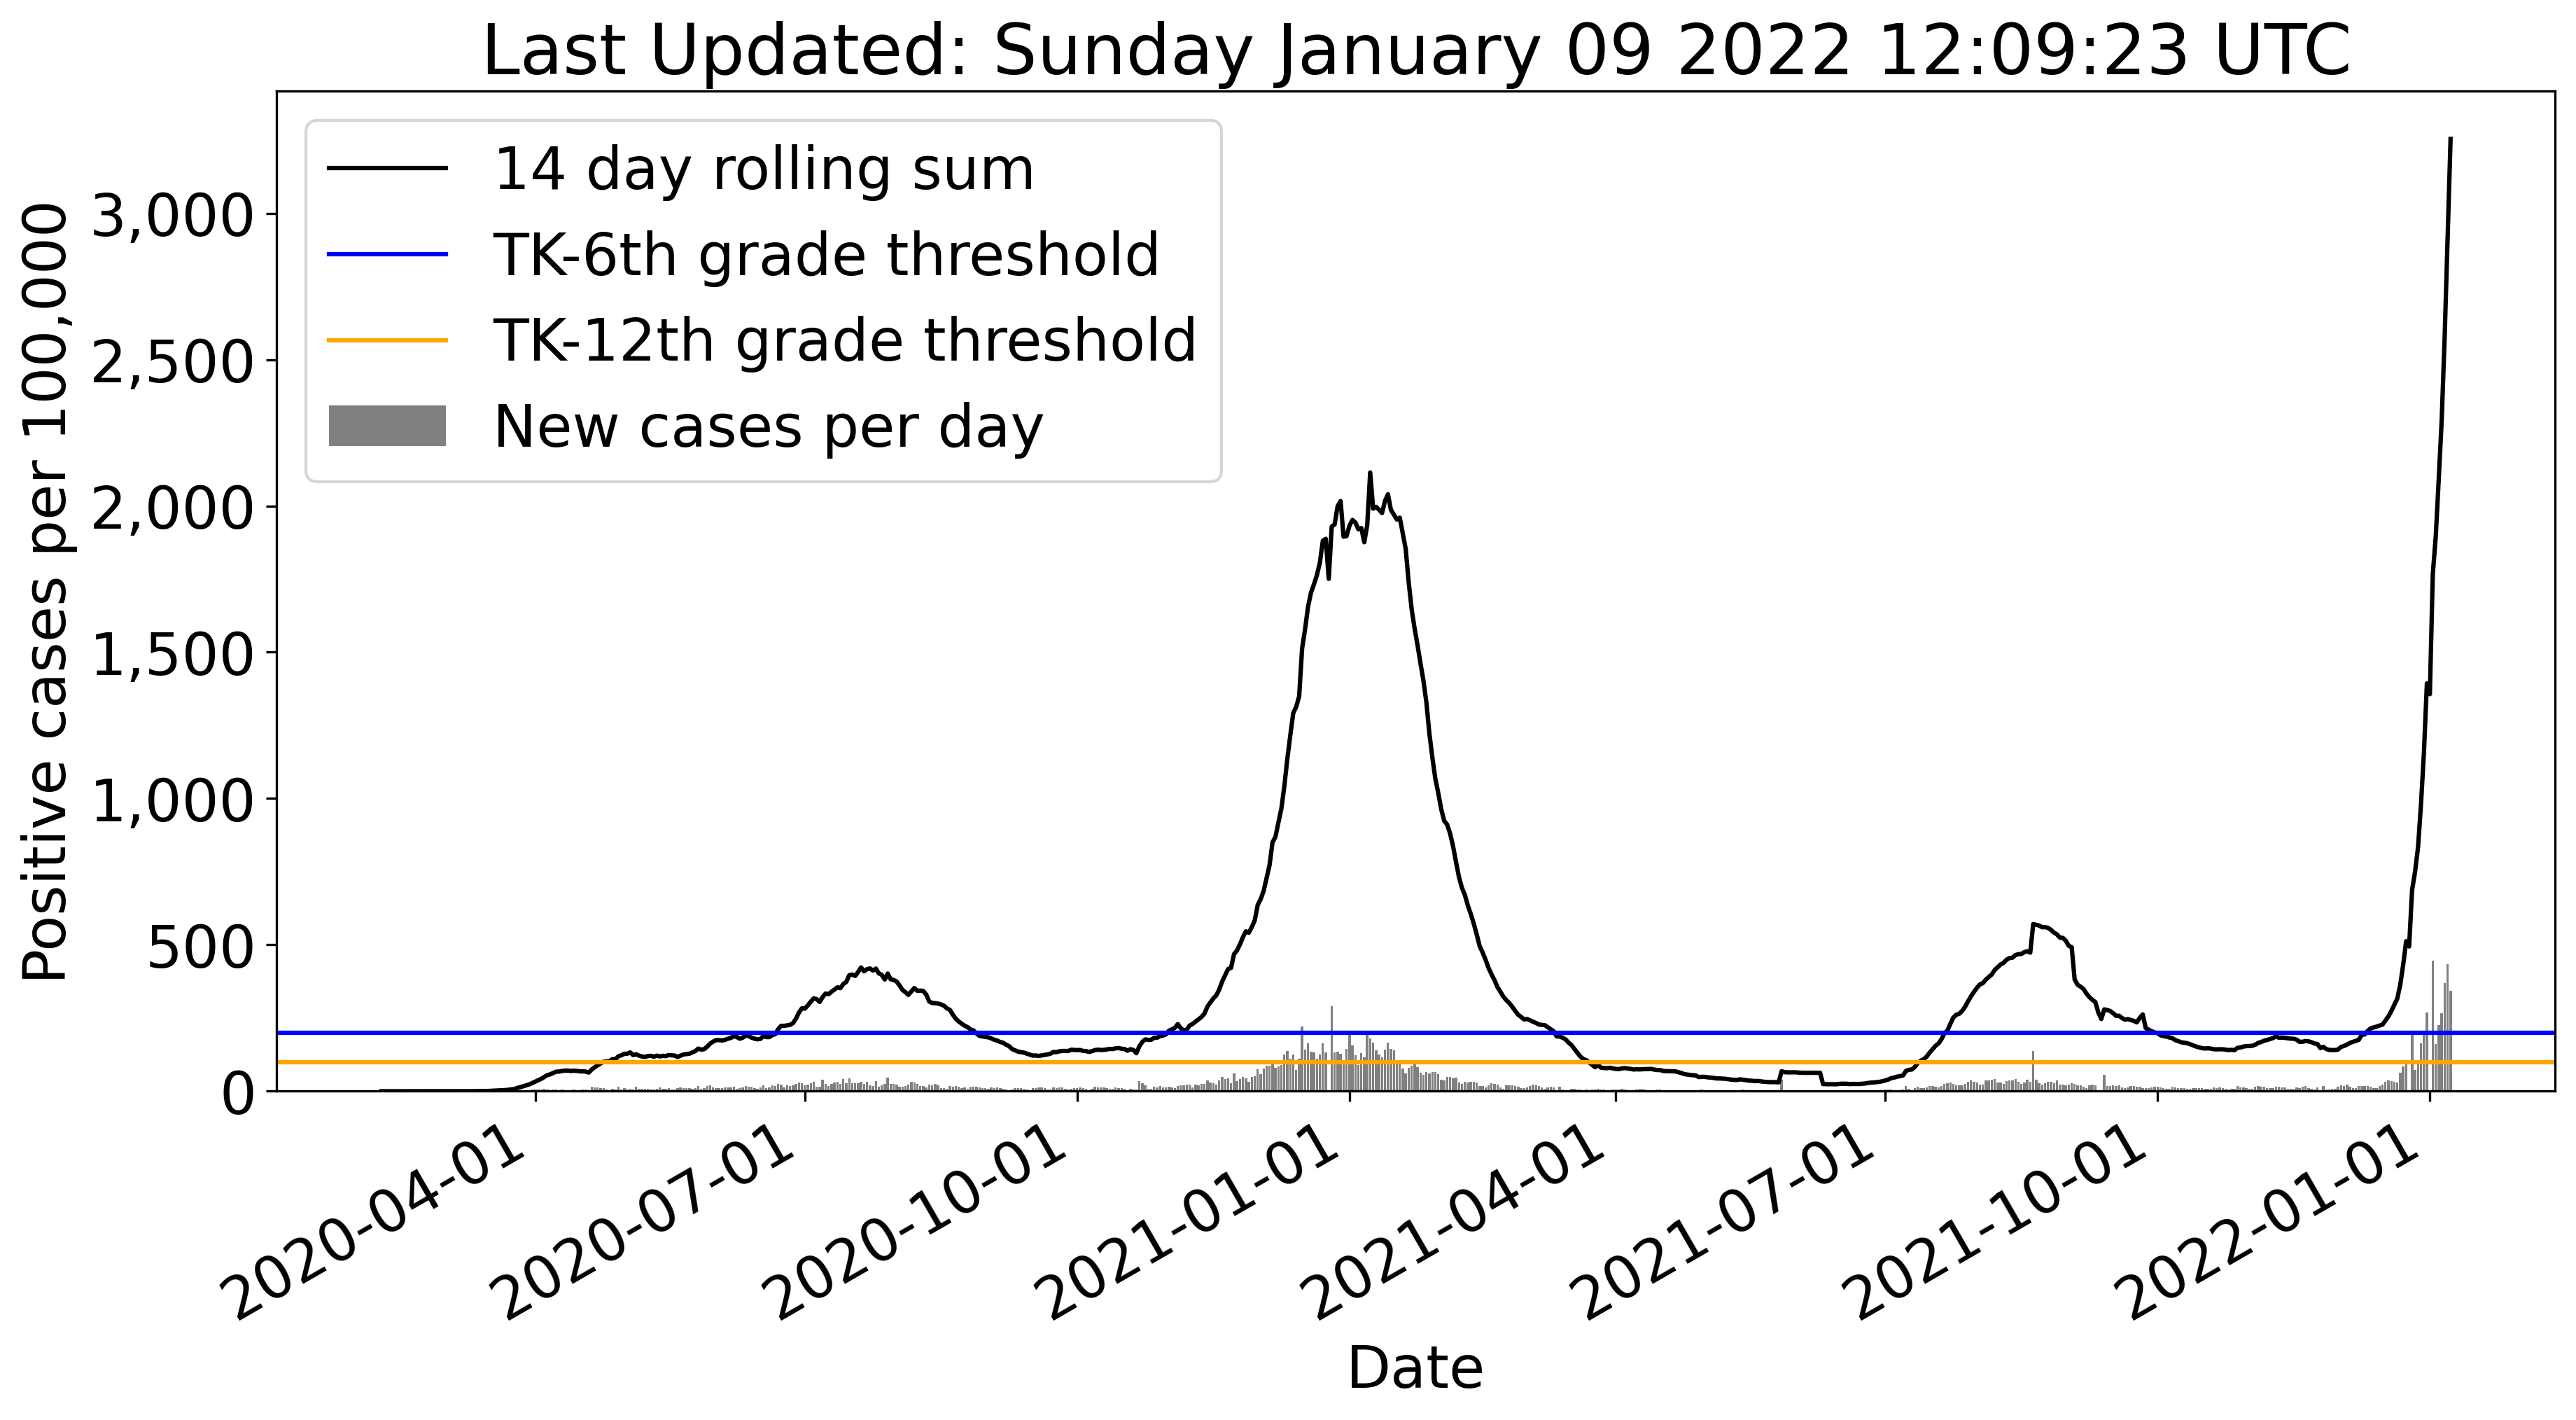 Last Updated: Sunday January 09 2022 12:09:23 UTC
14 day rolling sum
TK-6th grade threshold
TK-12th grade threshold
New cases per day
Positive cases per 100,000
3,000
2,500
2,000
1,500
1,000
500
0
2020-04-01
2020-07-01
2020-10-01
2021-01-01
2021-04-01
2021-07-01
2021-10-01
2022-01-01
Date